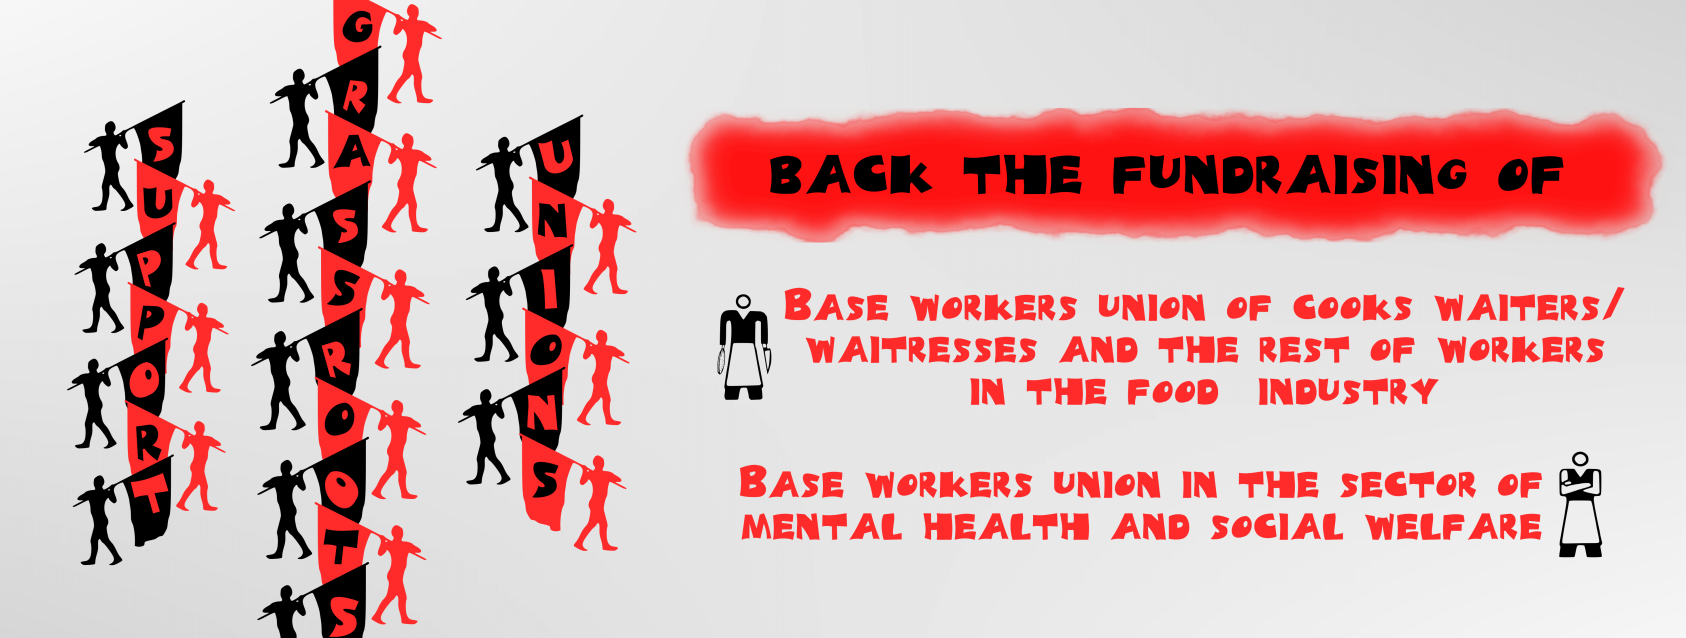 SUPPORT
GRASSROOTS
UNIONS
BACK THE FUNDRAISING OF
BASE WORKERS UNION OF COOKS WAITERS/
WAITRESSES AND THE REST OF WORKERS
IN THE FOOD INDUSTRY
BASE WORKERS UNION IN THE SECTOR OF
MENTAL HEALTH AND SOCIAL WELFARE